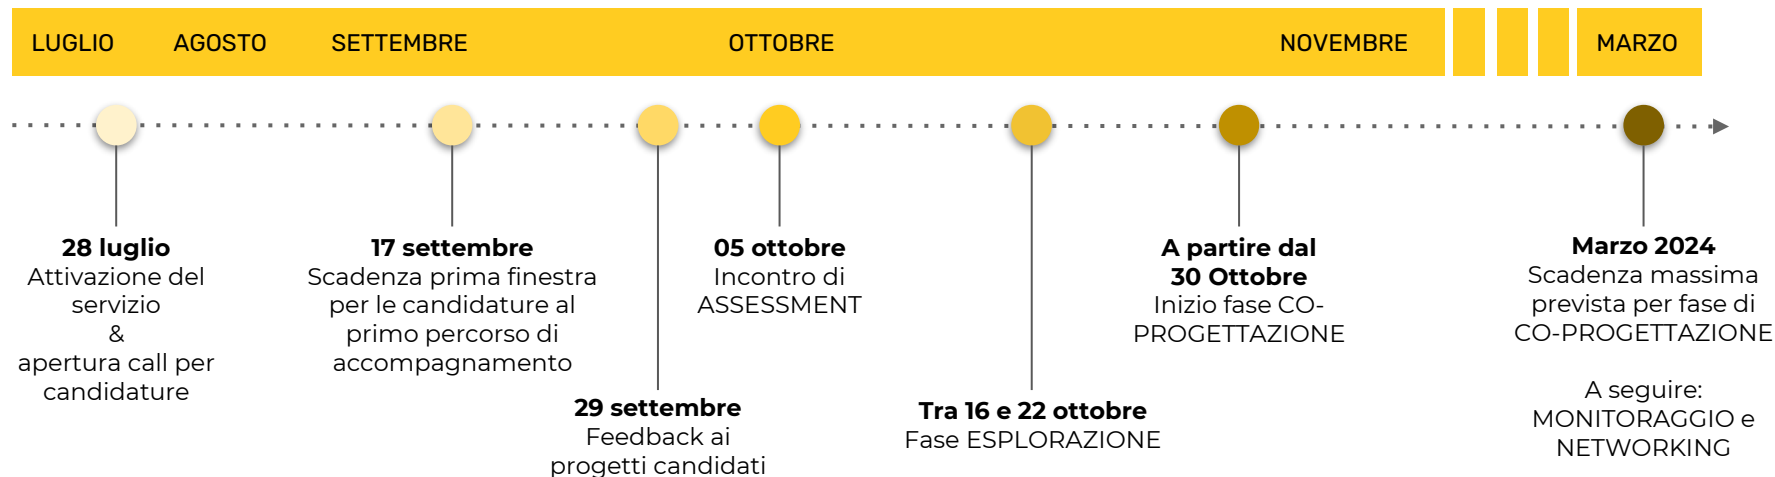 LUGLIO
AGOSTO
SETTEMBRE
OTTOBRE
NOVEMBRE
MARZO
28 luglio
Attivazione del
servizio
&
apertura call per
candidature
17 settembre
Scadenza prima finestra
per le candidature al
primo percorso di
accompagnamento
29 settembre
Feedback ai
progetti candidati
05 ottobre
Incontro di
ASSESSMENT
Tra 16 e 22 ottobre
Fase ESPLORAZIONE
A partire dal
30 Ottobre
Inizio fase CO-
PROGETTAZIONE
Marzo 2024
Scadenza massima
prevista per fase di
CO-PROGETTAZIONE
A seguire:
MONITORAGGIO e
NETWORKING